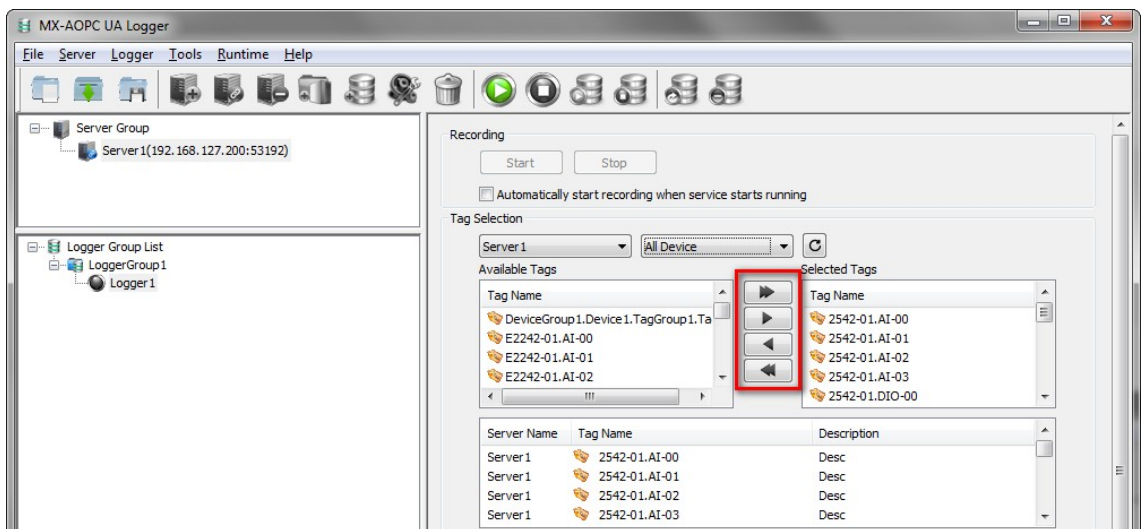 MX-AOPC UA Logger
File Server Logger Tools Runtime Help
Server Group
Server1(192.168.127.200:53192)
Logger Group List
LoggerGroup1
Logger1
Recording
Start Stop
Automatically start recording when service starts running
Tag Selection
Server1 All Device
Available Tags Selected Tags
Tag Name Tag Name
DeviceGroup1.Device1.TagGroup1.Ta 2542-01.AI-00
E2242-01.AI-00 2542-01.AI-01
E2242-01.AI-01 2542-01.AI-02
E2242-01.AI-02 2542-01.AI-03
2542-01.DIO-00
Server Name Tag Name Description
Server1 2542-01.AI-00 Desc
Server1 2542-01.AI-01 Desc
Server1 2542-01.AI-02 Desc
Server1 2542-01.AI-03 Desc